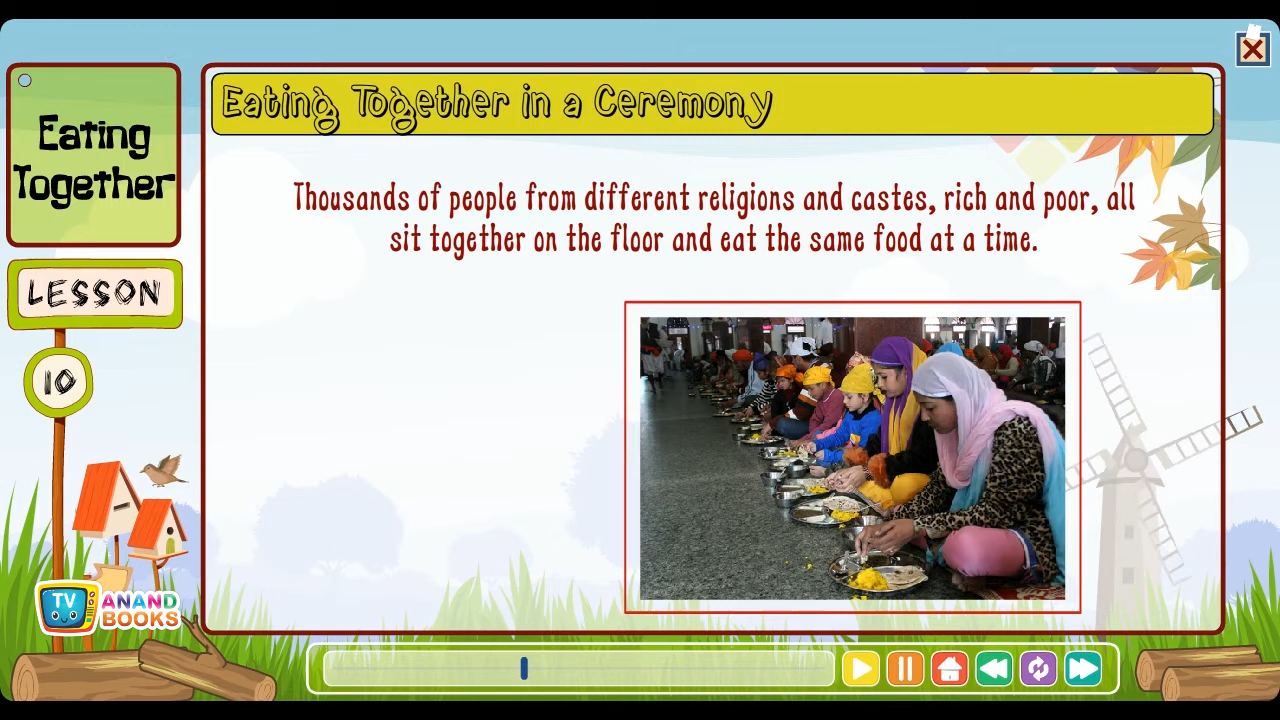 Eating Together in a Ceremony
Eating
Together
LESSON
10
Thousands of people from different religions and castes, rich and poor, all
sit together on the floor and eat the same food at a time.
TV
ANAND
BOOKS